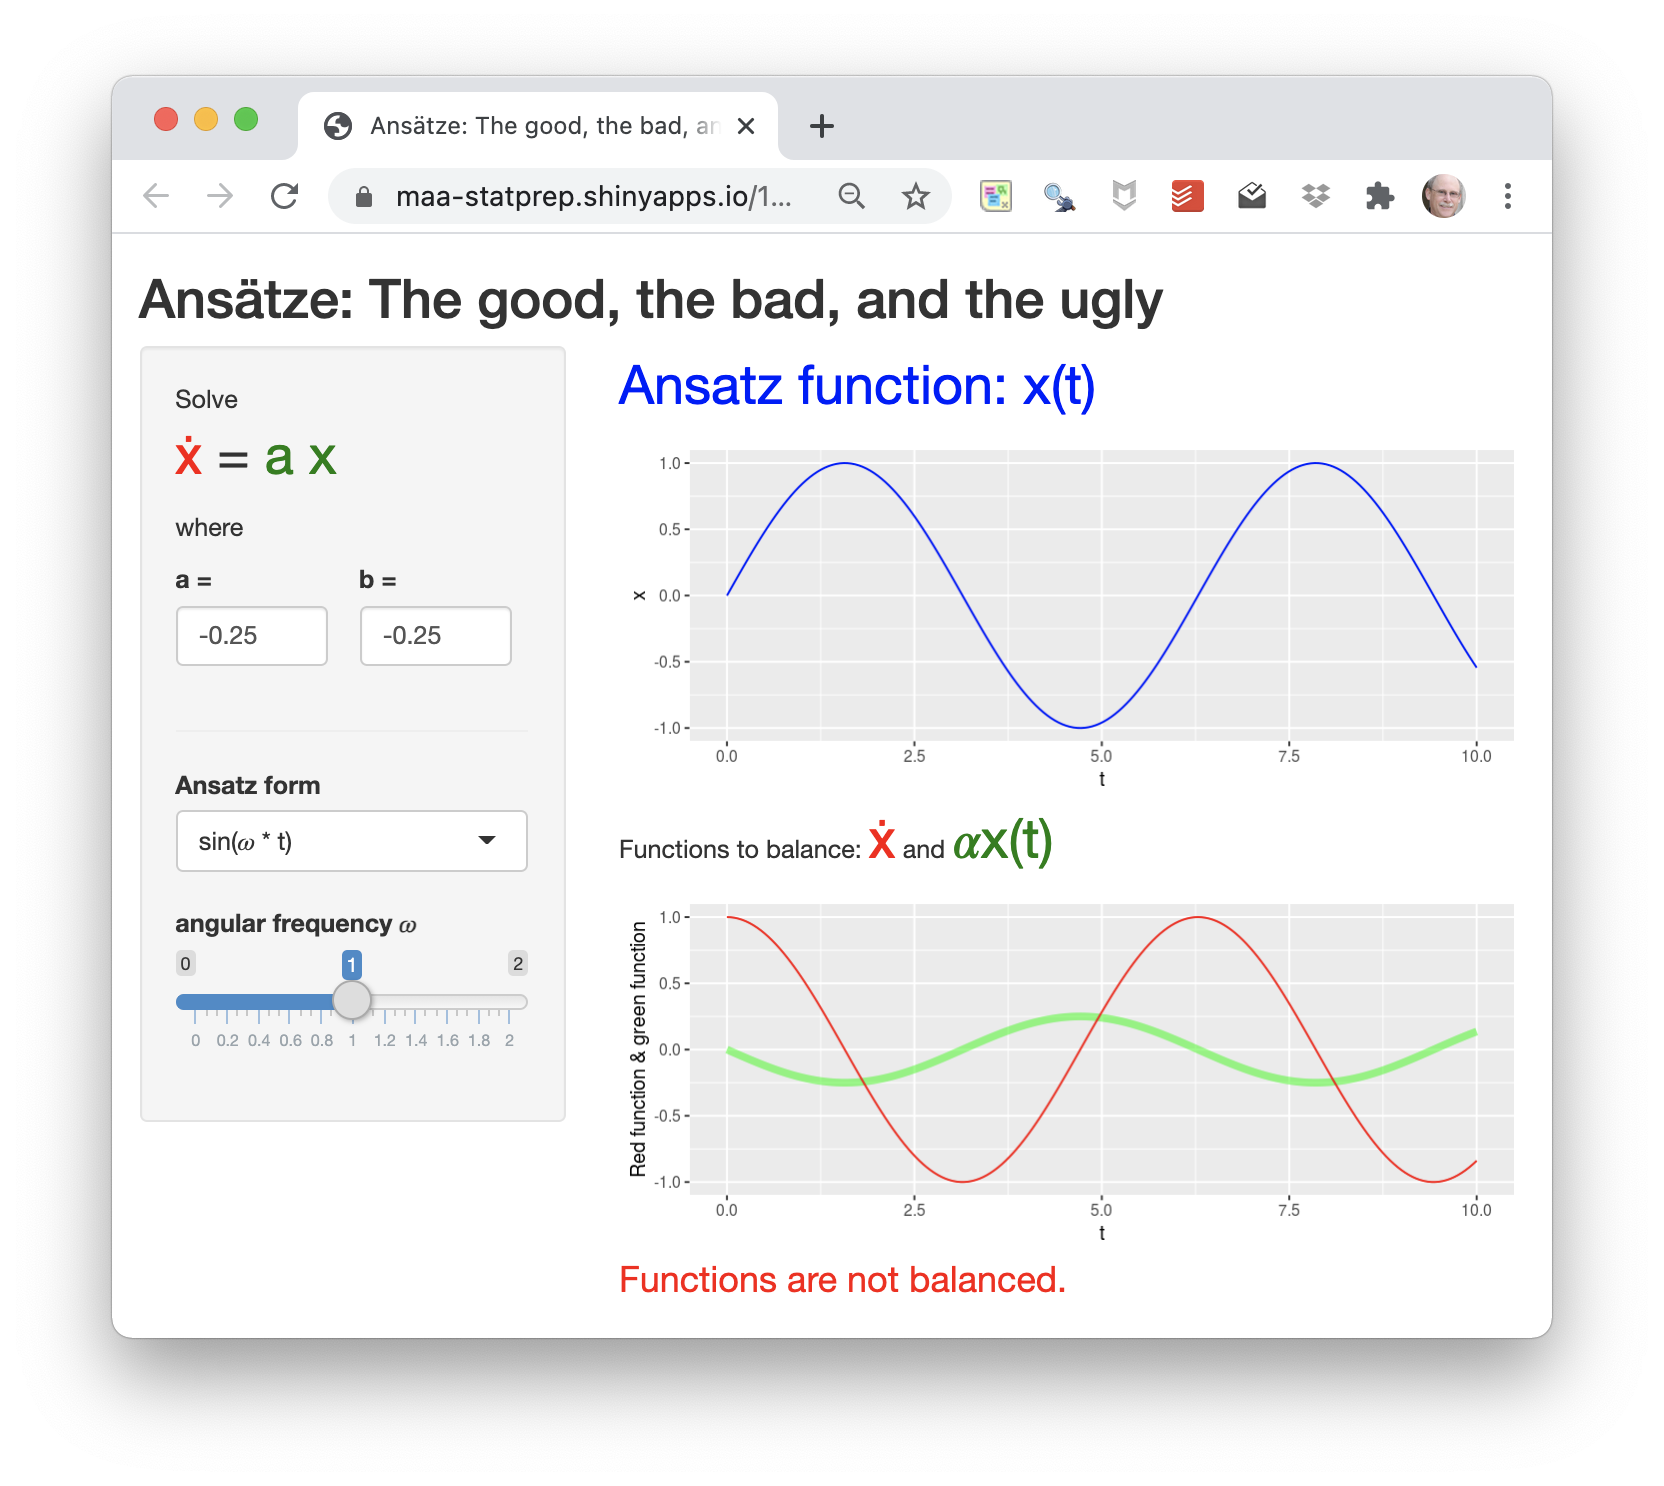 Ansätze: The good, the bad, an
maa-statprep.shinyapps.io/1...
Ansätze: The good, the bad, and the ugly
Solve
ẋ = a x
where
a =
b =
-0.25
-0.25
Ansatz form
sin(ω * t)
angular frequency ω
0
1
2
0 0.2 0.4 0.6 0.8 1 1.2 1.4 1.6 1.8 2
Ansatz function: x(t)
1.0
0.5
0.0
-0.5
-1.0
x
0.0 2.5 5.0 7.5 10.0
t
Functions to balance: ẋ and αx(t)
Red function & green function
1.0
0.5
0.0
-0.5
-1.0
0.0 2.5 5.0 7.5 10.0
t
Functions are not balanced.